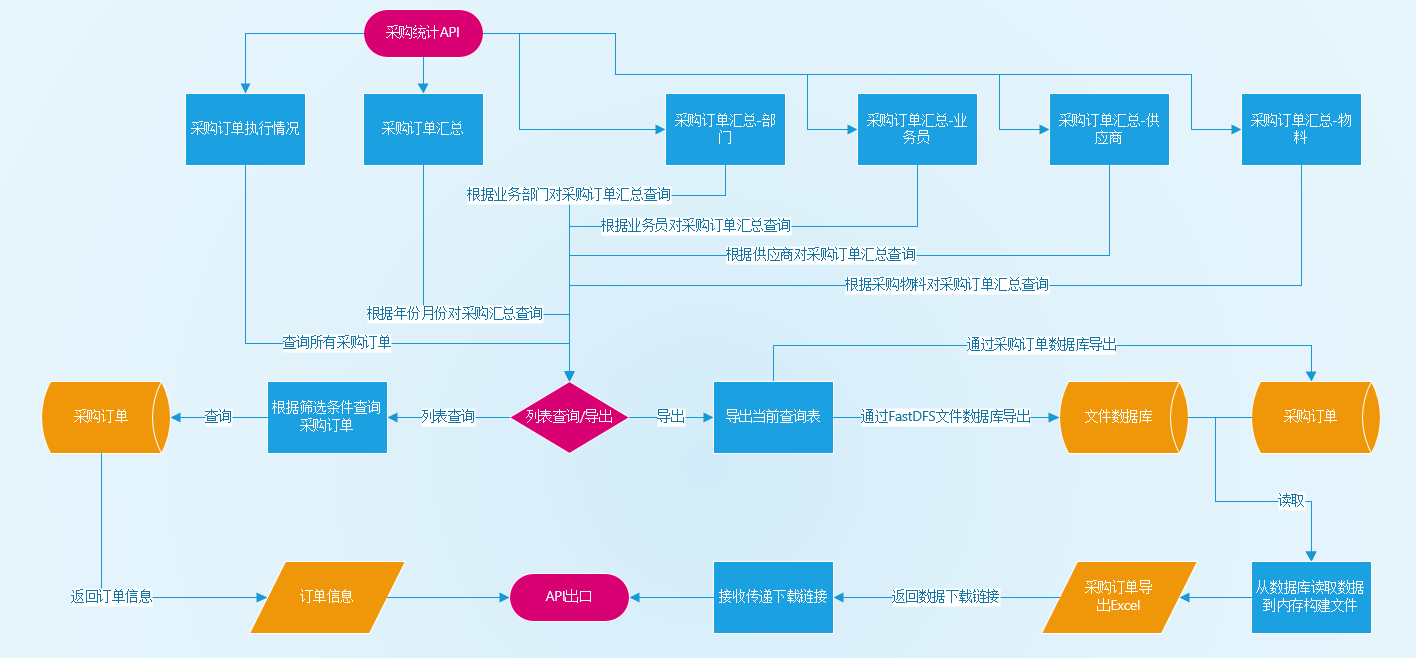 采购统计API
采购订单执行情况
采购订单汇总
采购订单汇总-部
门
采购订单汇总-业
务员
采购订单汇总-供
应商
采购订单汇总-物
料
根据业务部门对采购订单汇总查询
根据业务员对采购订单汇总查询
根据供应商对采购订单汇总查询
根据采购物料对采购订单汇总查询
根据年份月份对采购汇总查询
查询所有采购订单
通过采购订单数据库导出
采购订单
查询
根据筛选条件查询
采购订单
列表查询
列表查询/导出
导出
导出当前查询表
通过FastDFS文件数据库导出
文件数据库
采购订单
读取
返回订单信息
订单信息
API出口
接收传递下载链接
返回数据下载链接
采购订单导
出Excel
从数据库读取数据
到内存构建文件